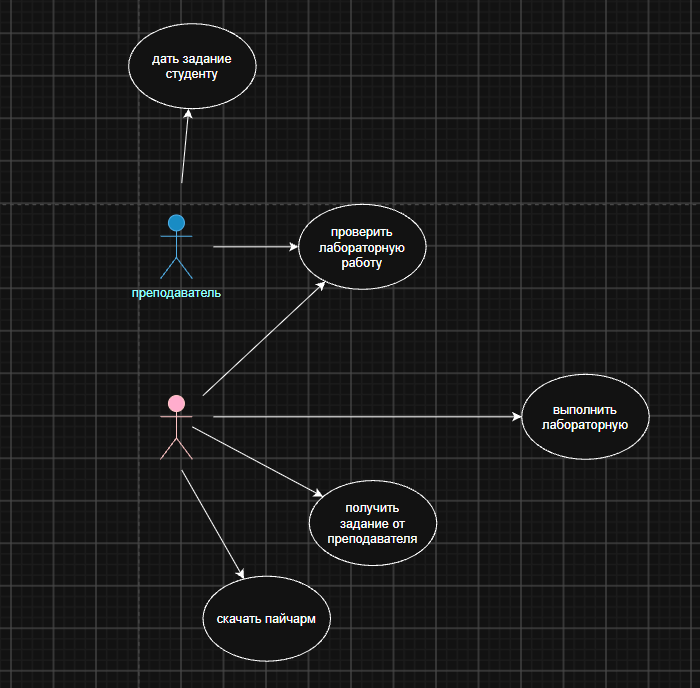 дать задание
студенту
проверить
лабораторную
работу
преподаватель
выполнить
лабораторную
получить
задание от
преподавателя
скачать пайчарм